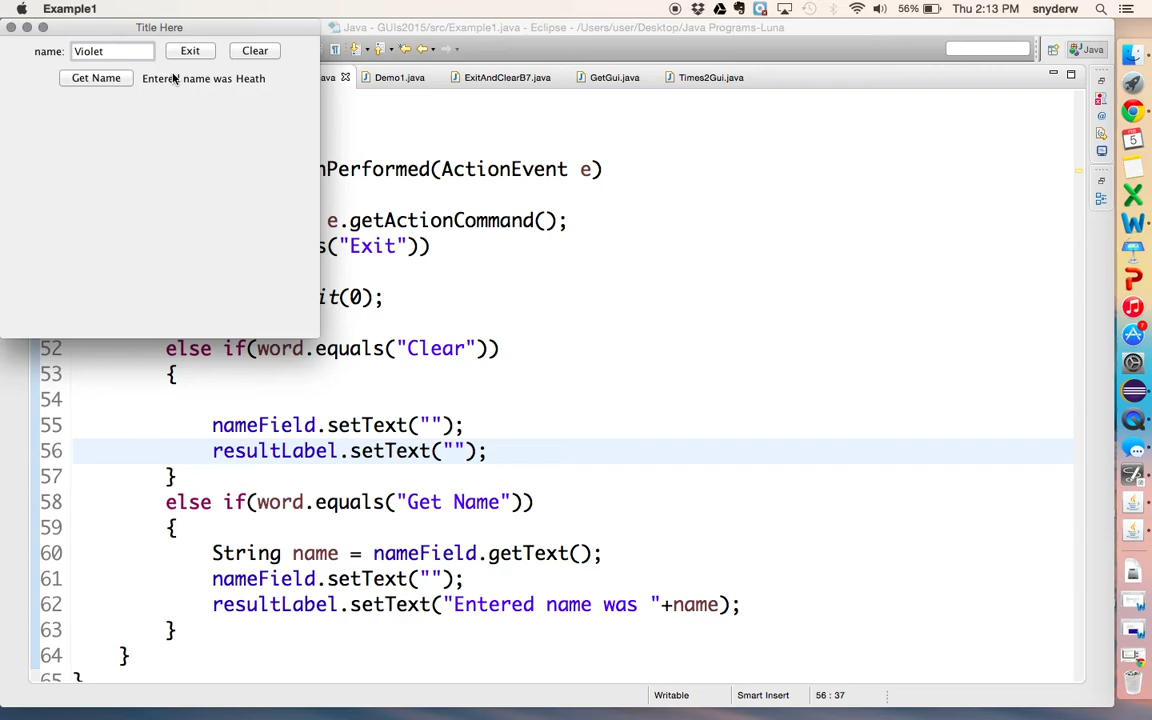 Example1
56%
Thu 2:13 PM
snyderw
Title Here
Java - GUIs2015/src/Example1.java - Eclipse - /Users/user/Desktop/Java Programs-Luna
name:
Violet
Exit
Clear
Java
Get Name
Entered name was Heath
ava
Demo1.java
ExitAndClearB7.java
GetGui.java
Times2Gui.java
nPerformed(ActionEvent e)
e.getActionCommand();
s("Exit"))
it(0);
52 else if(word.equals("Clear"))
53 {
54
55 nameField.setText("");
56 resultLabel.setText("");
57 }
58 else if(word.equals("Get Name"))
59 {
60 String name = nameField.getText();
61 nameField.setText("");
62 resultLabel.setText("Entered name was "+name);
63 }
64 }
65 }
Writable
Smart Insert
56 : 37